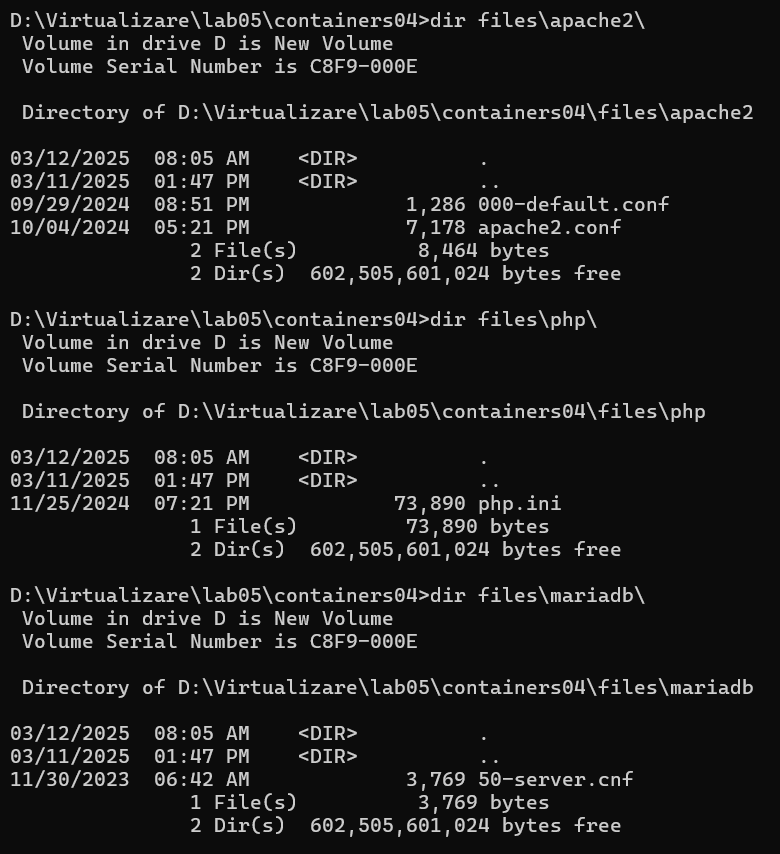 D:\Virtualizare\lab05\containers04>dir files\apache2\
 Volume in drive D is New Volume
 Volume Serial Number is C8F9-000E

 Directory of D:\Virtualizare\lab05\containers04\files\apache2

03/12/2025  08:05 AM    <DIR>          .
03/11/2025  01:47 PM    <DIR>          ..
09/29/2024  08:51 PM             1,286 000-default.conf
10/04/2024  05:21 PM             7,178 apache2.conf
               2 File(s)          8,464 bytes
               2 Dir(s)  602,505,601,024 bytes free

D:\Virtualizare\lab05\containers04>dir files\php\
 Volume in drive D is New Volume
 Volume Serial Number is C8F9-000E

 Directory of D:\Virtualizare\lab05\containers04\files\php

03/12/2025  08:05 AM    <DIR>          .
03/11/2025  01:47 PM    <DIR>          ..
11/25/2024  07:21 PM            73,890 php.ini
               1 File(s)         73,890 bytes
               2 Dir(s)  602,505,601,024 bytes free

D:\Virtualizare\lab05\containers04>dir files\mariadb\
 Volume in drive D is New Volume
 Volume Serial Number is C8F9-000E

 Directory of D:\Virtualizare\lab05\containers04\files\mariadb

03/12/2025  08:05 AM    <DIR>          .
03/11/2025  01:47 PM    <DIR>          ..
11/30/2023  06:42 AM             3,769 50-server.cnf
               1 File(s)          3,769 bytes
               2 Dir(s)  602,505,601,024 bytes free